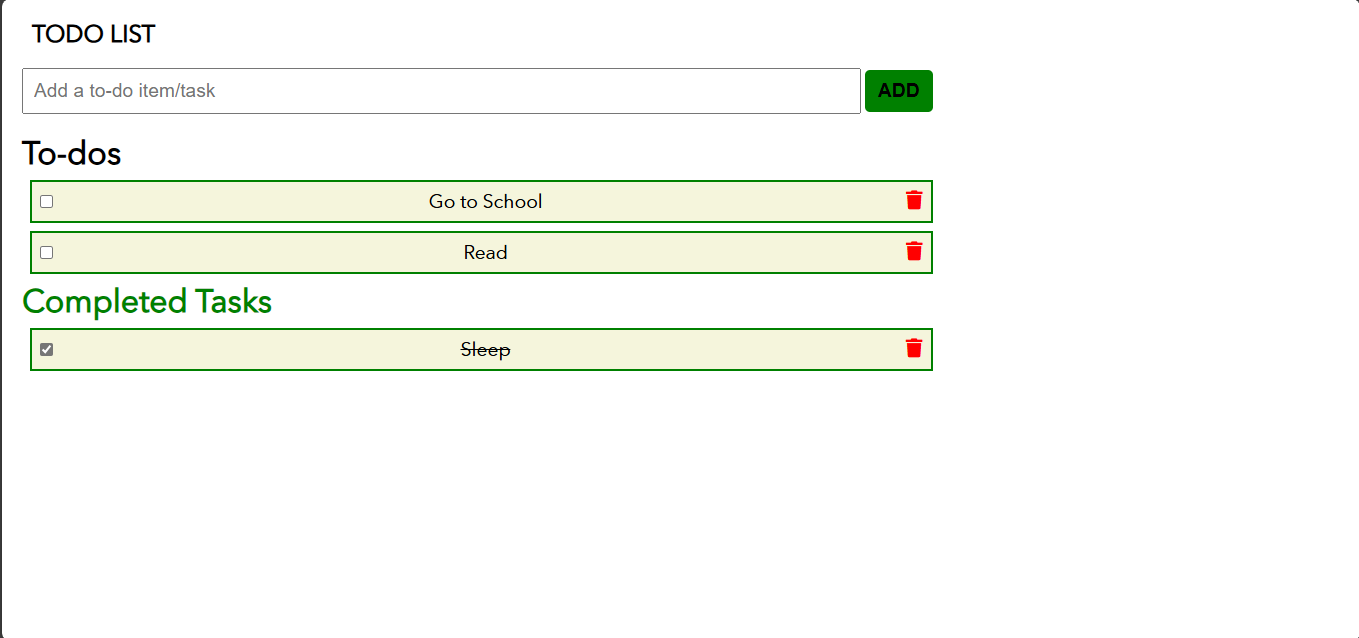 TODO LIST
Add a to-do item/task
ADD
To-dos
Go to School
Read
Completed Tasks
Sleep